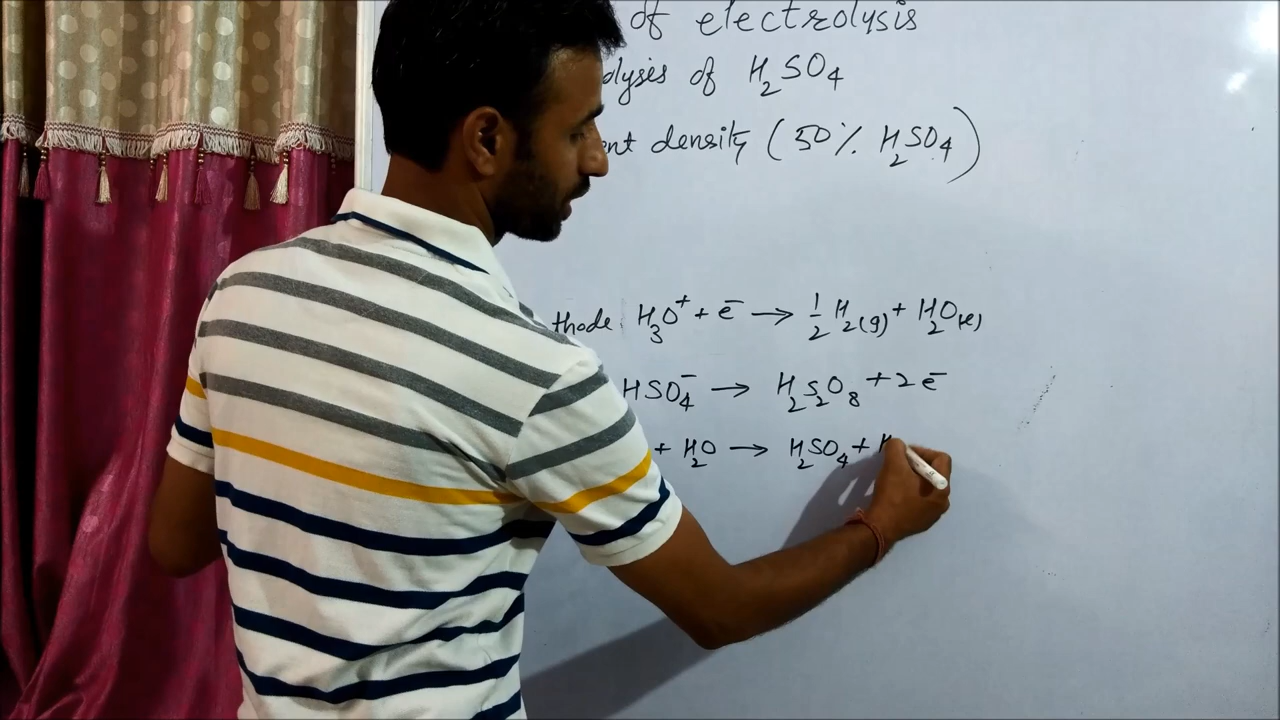 of electrolysis
lysis of H₂SO₄
ent density (50% H₂SO₄)
thode: H₃O⁺ + e⁻ → 1/2 H₂(g) + H₂O(l)
HSO₄⁻ → H₂S₂O₈ + 2e⁻
+ H₂O → H₂SO₄ + H